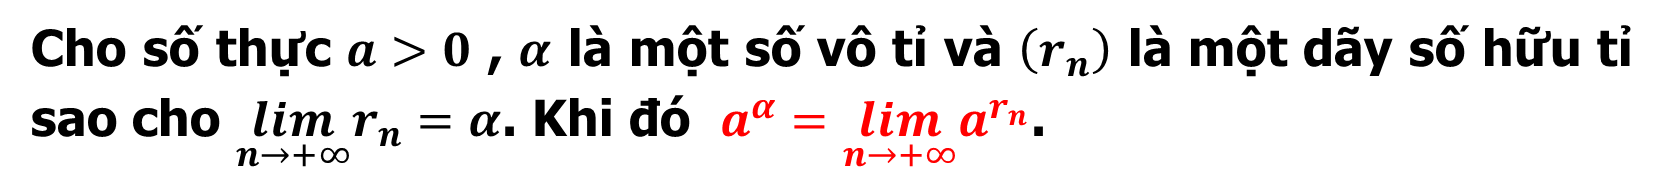 Cho số thực a > 0 , α là một số vô tỉ và (rₙ) là một dãy số hữu tỉ
sao cho lim_{n→+∞} rₙ = α. Khi đó a^α = lim_{n→+∞} a^{rₙ}.